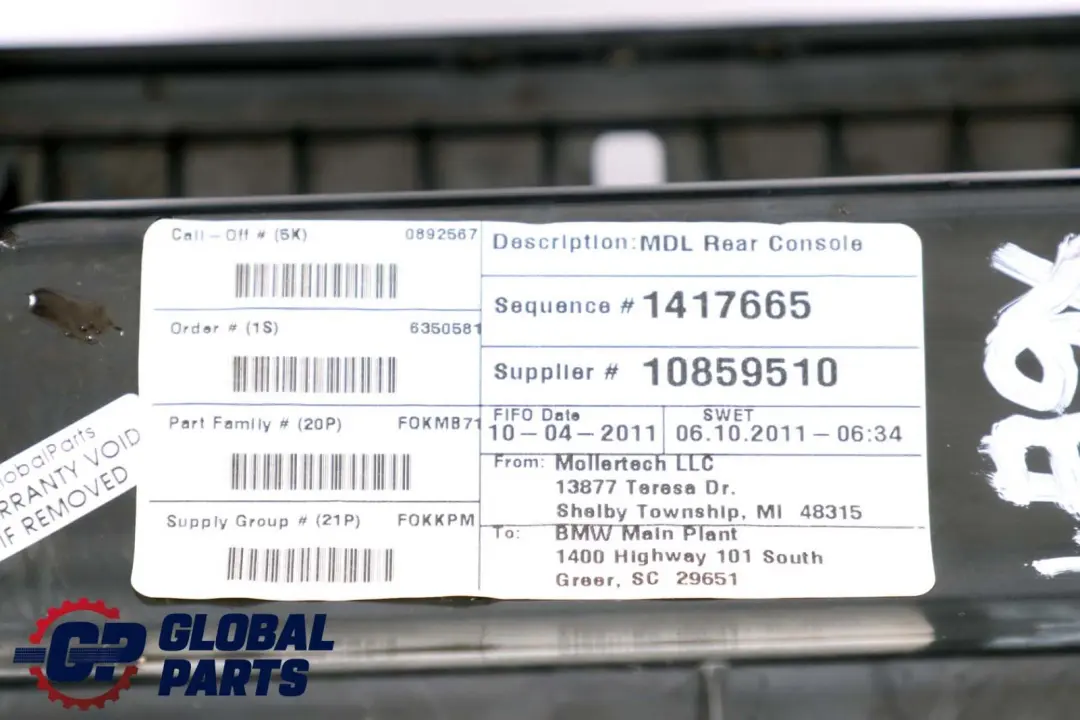 Call-Off # (5K) 0892567
Order # (1S) 6350581
Part Family # (20P) FOKMB71
Supply Group # (21P) FOKKPM
Description: MDL Rear Console
Sequence # 1417665
Supplier # 10859510
FIFO Date
10-04-2011
SWET
06.10.2011-06:34
From: Mollertech LLC
13877 Teresa Dr.
Shelby Township, MI 48315
To: BMW Main Plant
1400 Highway 101 South
Greer, SC 29651
lobalParts
RRANTY VOID
IF REMOVED
GP GLOBAL
PARTS